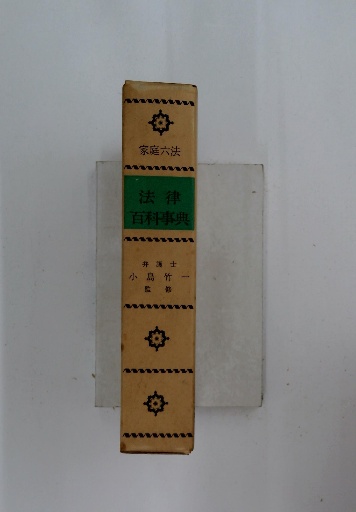 家庭六法
法律
百科事典
弁護士
小島竹一
監修